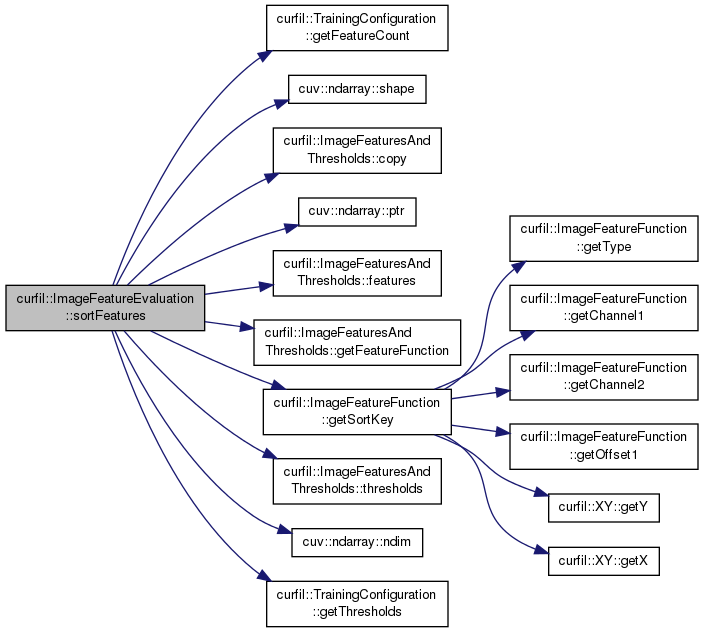 curfil::ImageFeatureEvaluation
::sortFeatures
curfil::TrainingConfiguration
::getFeatureCount
cuv::ndarray::shape
curfil::ImageFeaturesAnd
Thresholds::copy
cuv::ndarray::ptr
curfil::ImageFeaturesAnd
Thresholds::features
curfil::ImageFeaturesAnd
Thresholds::getFeatureFunction
curfil::ImageFeatureFunction
::getSortKey
curfil::ImageFeaturesAnd
Thresholds::thresholds
cuv::ndarray::ndim
curfil::TrainingConfiguration
::getThresholds
curfil::ImageFeatureFunction
::getType
curfil::ImageFeatureFunction
::getChannel1
curfil::ImageFeatureFunction
::getChannel2
curfil::ImageFeatureFunction
::getOffset1
curfil::XY::getY
curfil::XY::getX